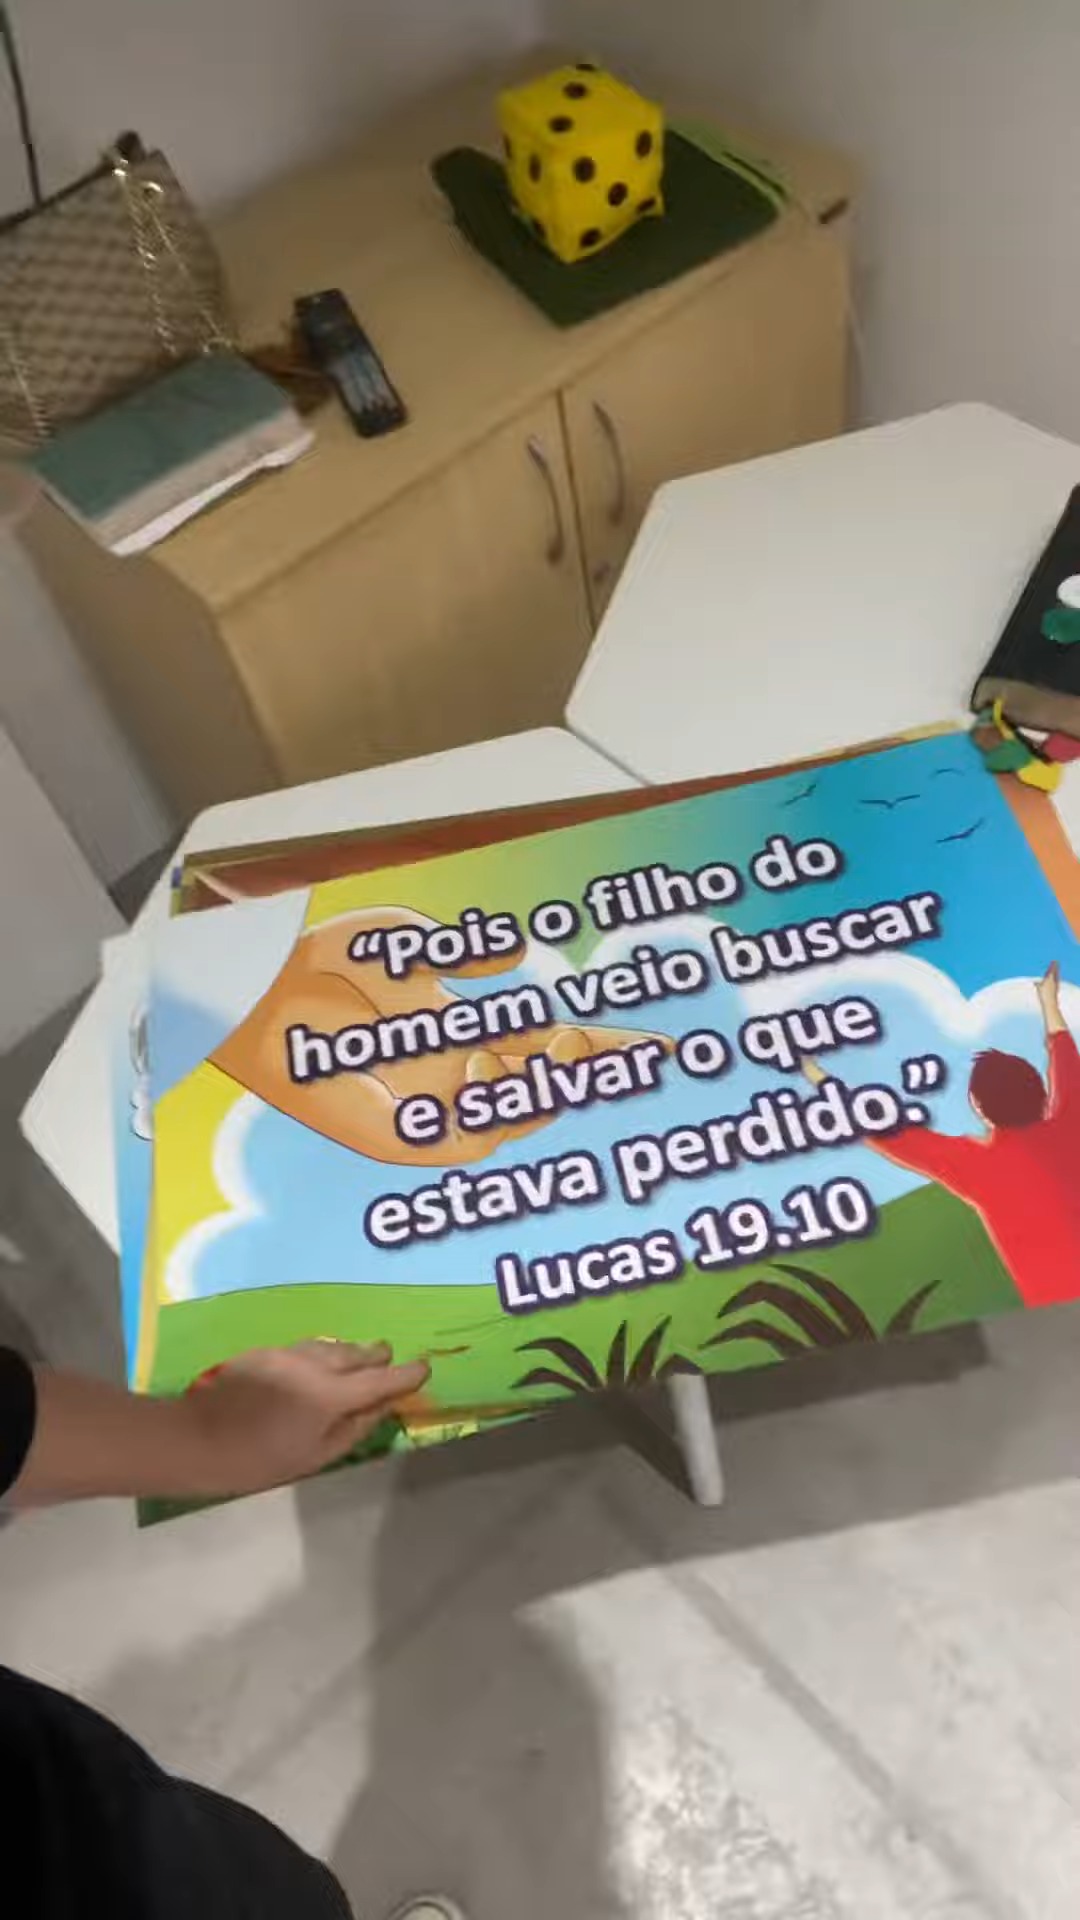 “Pois o filho do
homem veio buscar
e salvar o que
estava perdido.”
Lucas 19.10